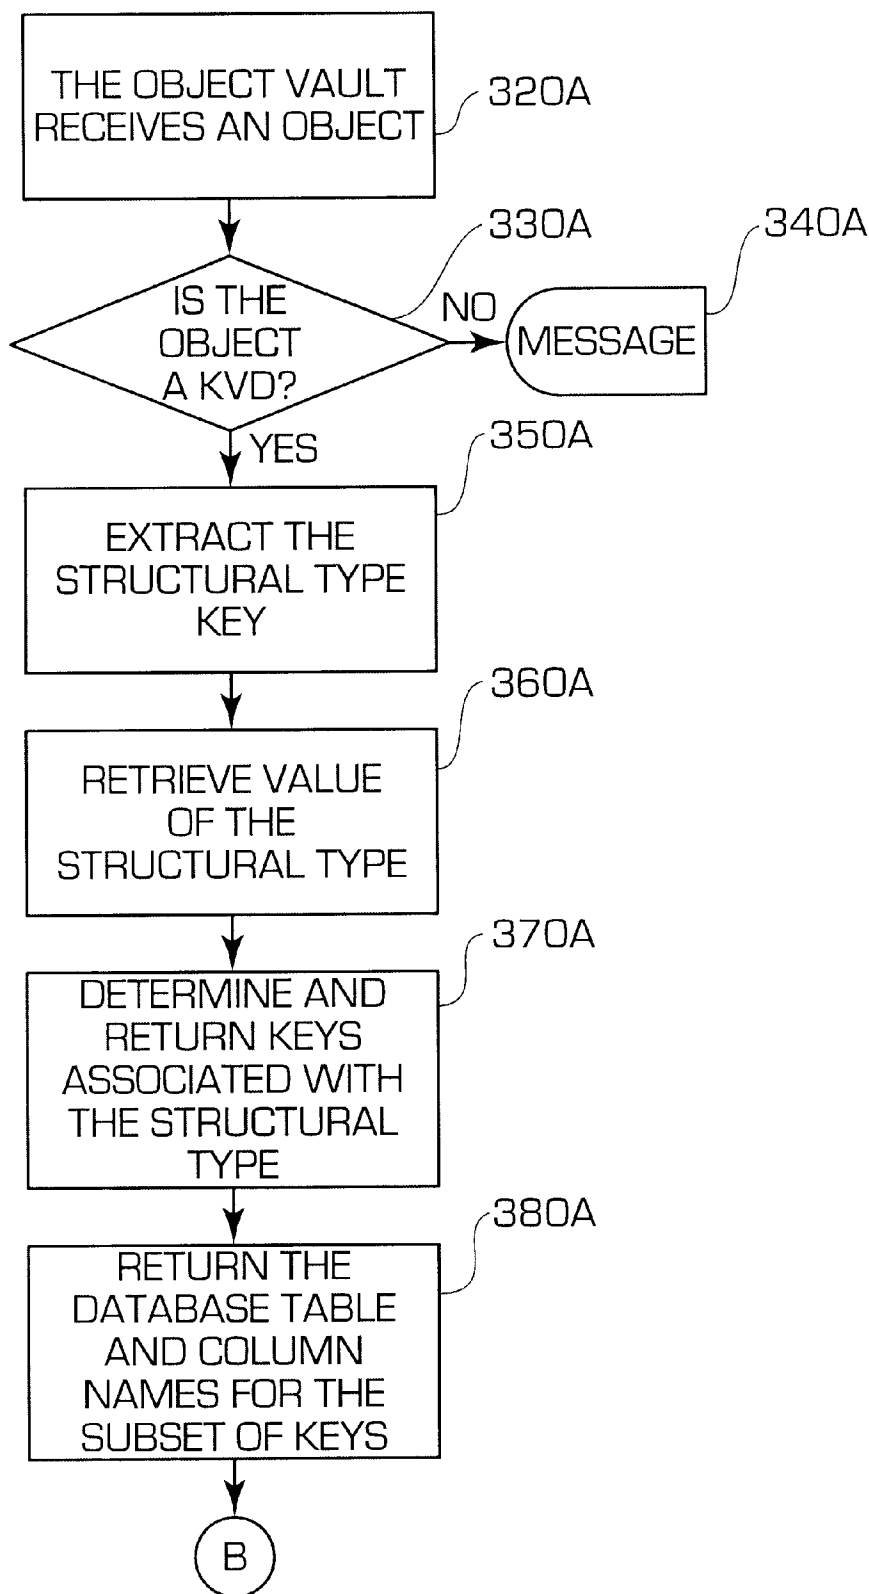 THE OBJECT VAULT
RECEIVES AN OBJECT
320A
330A
340A
IS THE
OBJECT
A KVD?
NO
MESSAGE
YES
350A
EXTRACT THE
STRUCTURAL TYPE
KEY
360A
RETRIEVE VALUE
OF THE
STRUCTURAL TYPE
370A
DETERMINE AND
RETURN KEYS
ASSOCIATED WITH
THE STRUCTURAL
TYPE
380A
RETURN THE
DATABASE TABLE
AND COLUMN
NAMES FOR THE
SUBSET OF KEYS
B